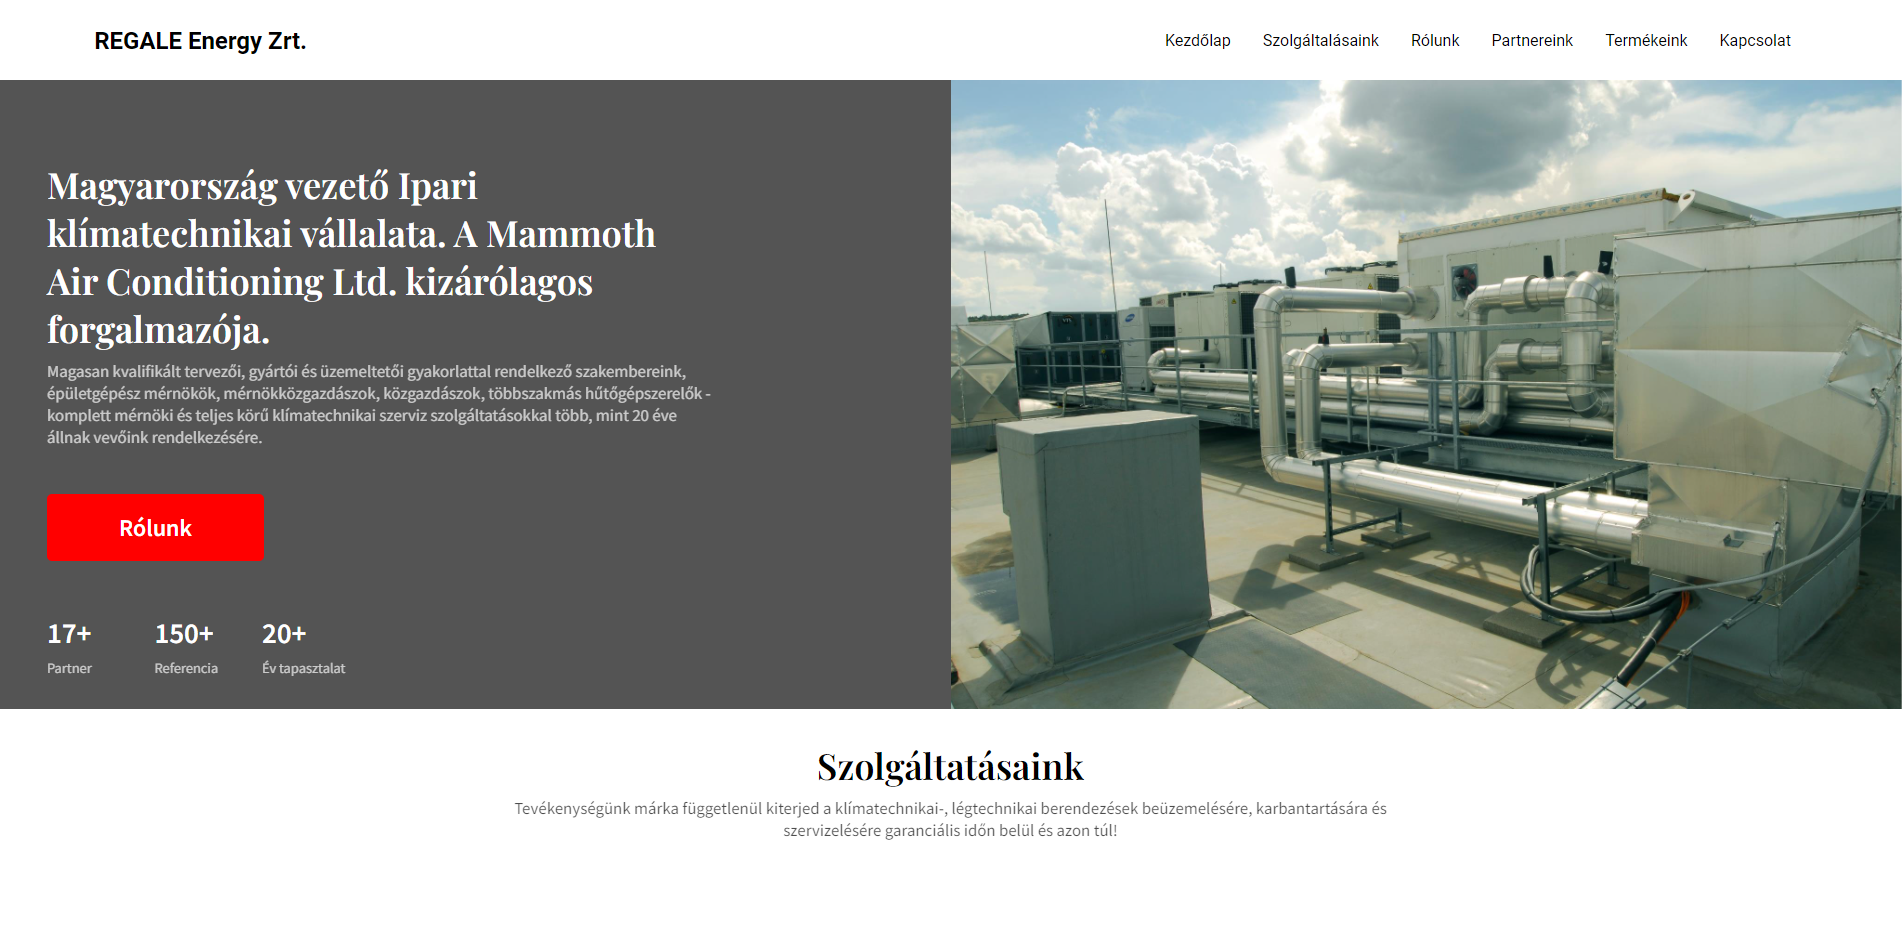 REGALE Energy Zrt.
Kezdőlap Szolgáltalásaink Rólunk Partnereink Termékeink Kapcsolat
Magyarország vezető Ipari
klímatechnikai vállalata. A Mammoth
Air Conditioning Ltd. kizárólagos
forgalmazója.
Magasan kvalifikált tervezői, gyártói és üzemeltetői gyakorlattal rendelkező szakembereink,
épületgépész mérnökök, mérnökközgazdászok, közgazdászok, többszakmás hűtőgépszerelők -
komplett mérnöki és teljes körű klímatechnikai szerviz szolgáltatásokkal több, mint 20 éve
állnak vevőink rendelkezésére.
Rólunk
17+ 150+ 20+
Partner Referencia Év tapasztalat
Szolgáltatásaink
Tevékenységünk márka függetlenül kiterjed a klímatechnikai-, légtechnikai berendezések beüzemelésére, karbantartására és
szervizelésére garanciális időn belül és azon túl!